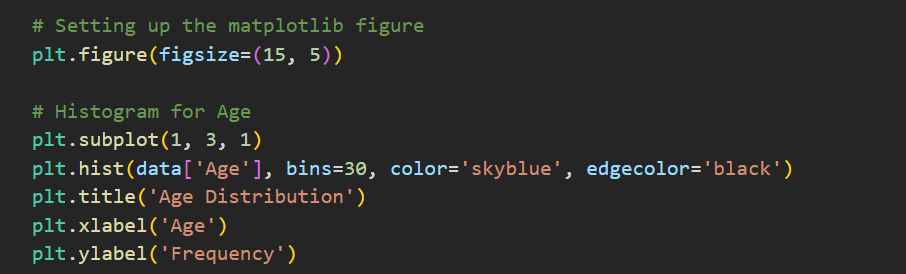 # Setting up the matplotlib figure
plt.figure(figsize=(15, 5))
# Histogram for Age
plt.subplot(1, 3, 1)
plt.hist(data['Age'], bins=30, color='skyblue', edgecolor='black')
plt.title('Age Distribution')
plt.xlabel('Age')
plt.ylabel('Frequency')